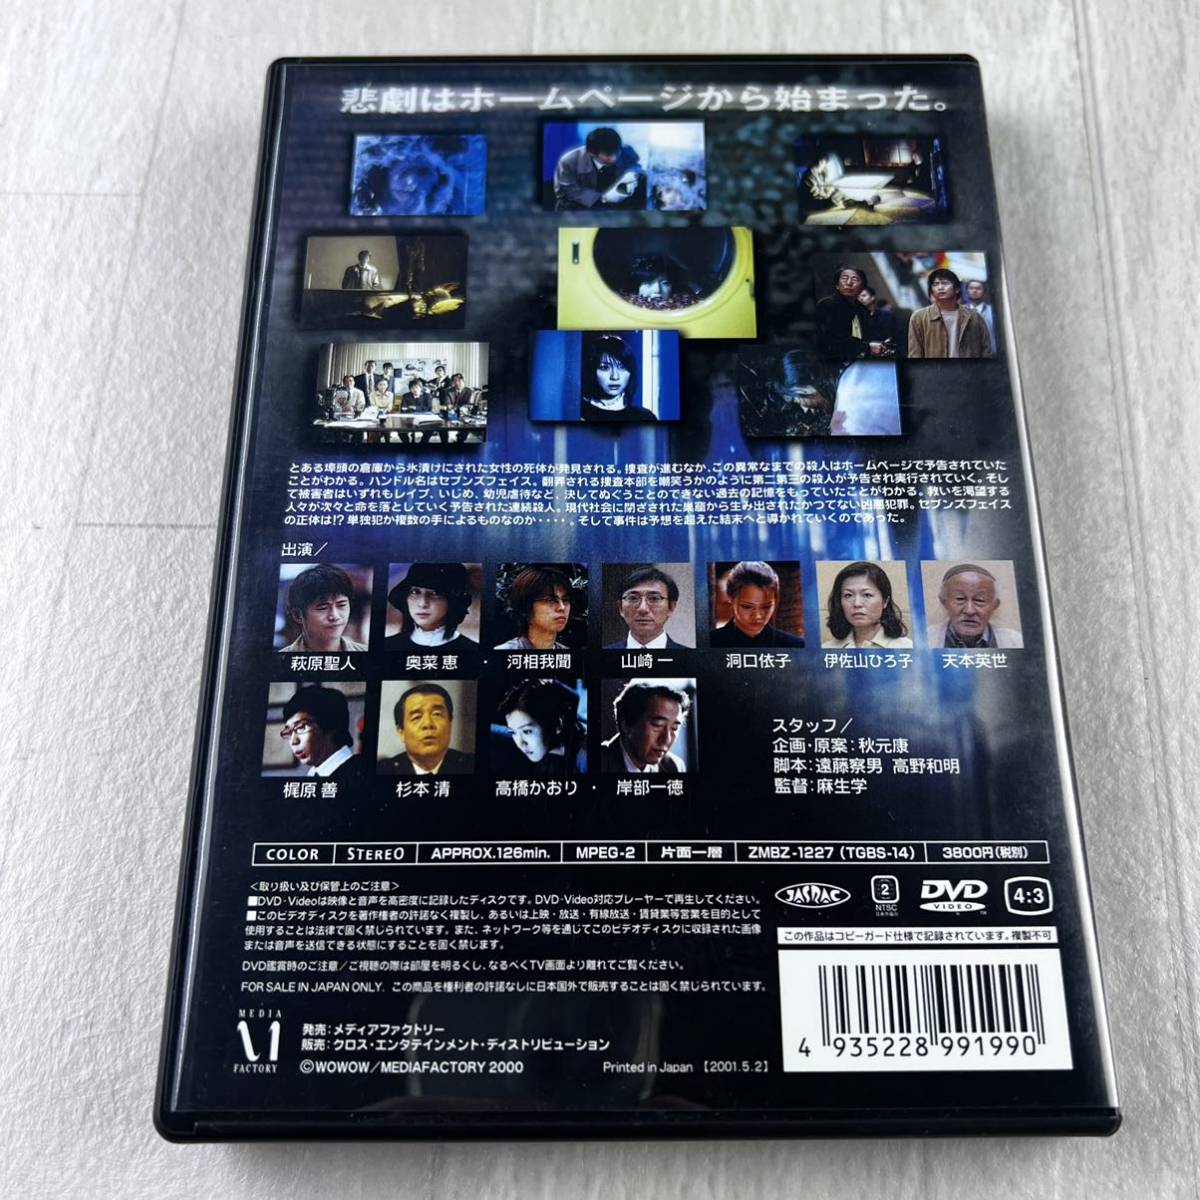 悲劇はホームページから始まった。
とある埠頭の倉庫から氷漬けにされた女性の死体が発見される。捜査が進むなか、この異常なまでの殺人はホームページで予告されていた
ことがわかる。ハンドル名はセブンズフェイス。翻弄される捜査本部を嘲笑うかのように第二第三の殺人が予告され実行されていく。そし
て被害者はいずれもレイプ、いじめ、幼児虐待など、決してぬぐうことのできない過去の記憶をもっていたことがわかる。救いを渇望する
人々が次々と命を落としていく予告された連続殺人。現代社会に閉ざされた巣窟から生み出されたかつてない凶悪犯罪。セブンズフェイス
の正体は!?単独犯か複数の手によるものなのか・・・・。そして事件は予想を超えた結末へと導かれていくのであった。
出演／
萩原聖人 奥菜 恵 ・ 河相我聞 山崎 一 洞口依子 伊佐山ひろ子 天本英世
梶原 善 杉本 清 高橋かおり ・ 岸部一徳
スタッフ／
企画・原案：秋元康
脚本：遠藤察男 高野和明
監督：麻生学
COLOR STEREO APPROX.126min. MPEG-2 片面一層 ZMBZ-1227 (TGBS-14) 3800円(税別)
＜取り扱い及び保管上のご注意＞
■DVD・Videoは映像と音声を高密度に記録したディスクです。DVD・Video対応プレーヤーで再生してください。
■このビデオディスクを著作権者の許諾なく複製し、あるいは上映・放送・有線放送・賃貸業等営業を目的として
使用することは法律で固く禁じられています。また、ネットワーク等を通じてこのビデオディスクに収録された画像
または音声を送信できる状態にすることを固く禁じます。
DVD鑑賞時のご注意／ご視聴の際は部屋を明るくし、なるべくTV画面より離れてご覧ください。
FOR SALE IN JAPAN ONLY. この商品を権利者の許諾なしに日本国外で販売することは固く禁じられています。
JASRAC
2
NTSC
日本市場向
DVD
VIDEO
TM
4:3
この作品はコピーガード仕様で記録されています。複製不可
4 935228 991990
MEDIA
FACTORY
発売：メディアファクトリー
販売：クロス・エンタテインメント・ディストリビューション
©WOWOW／MEDIAFACTORY 2000
Printed in Japan 【2001.5.2】